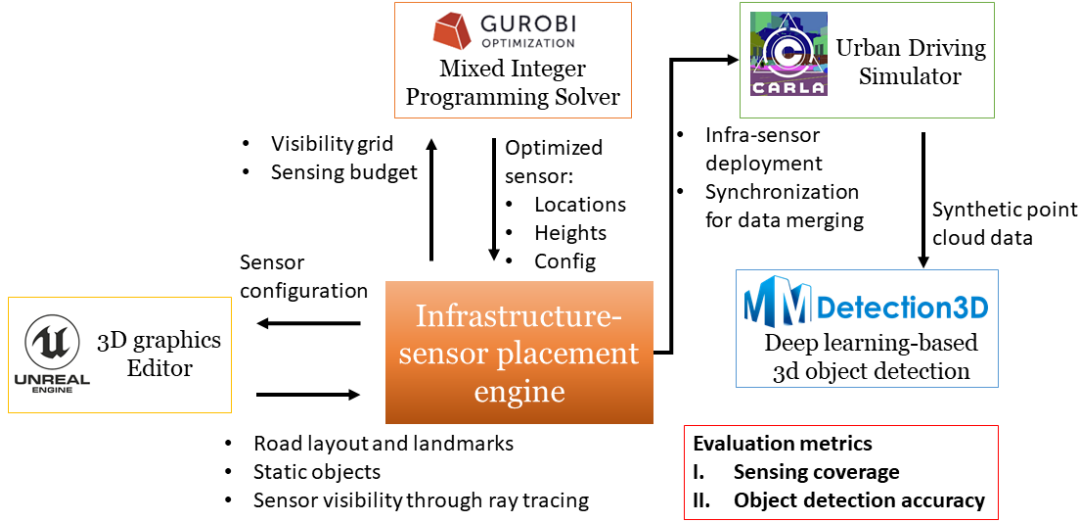 GUROBI
OPTIMIZATION
Mixed Integer
Programming Solver
CARLA
Urban Driving
Simulator
• Visibility grid
• Sensing budget
Optimized
sensor:
• Locations
• Heights
• Config
• Infra-sensor
deployment
• Synchronization
for data merging
Synthetic point
cloud data
Sensor
configuration
UNREAL
ENGINE
3D graphics
Editor
Infrastructure-
sensor placement
engine
MMDetection3D
Deep learning-based
3d object detection
• Road layout and landmarks
• Static objects
• Sensor visibility through ray tracing
Evaluation metrics
I. Sensing coverage
II. Object detection accuracy